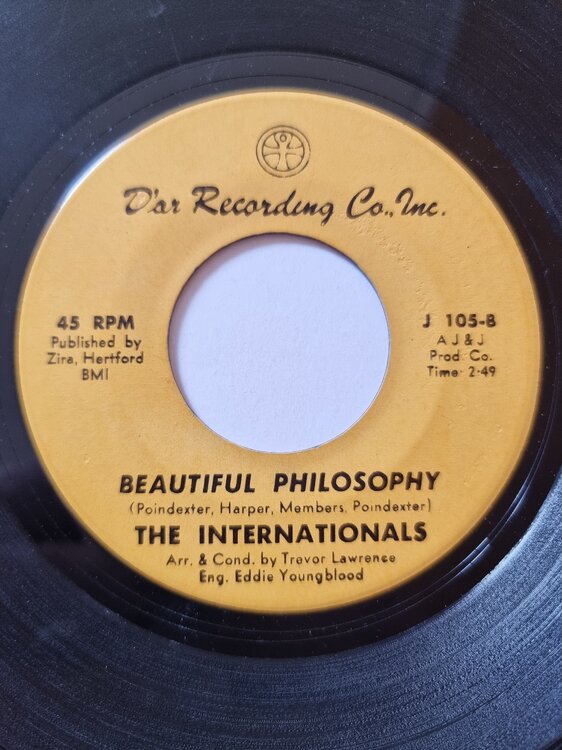 D'ar Recording Co., Inc.
45 RPM
Published by
Zira, Hertford
BMI
J 105-B
A J & J
Prod Co.
Time 2:49
BEAUTIFUL PHILOSOPHY
(Poindexter, Harper, Members, Poindexter)
THE INTERNATIONALS
Arr. & Cond. by Trevor Lawrence
Eng. Eddie Youngblood